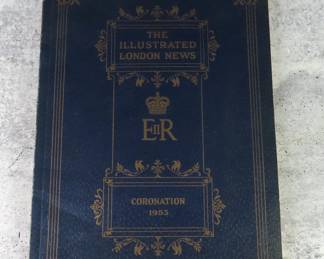 THE
ILLUSTRATED
LONDON NEWS
EIIR
CORONATION
1953